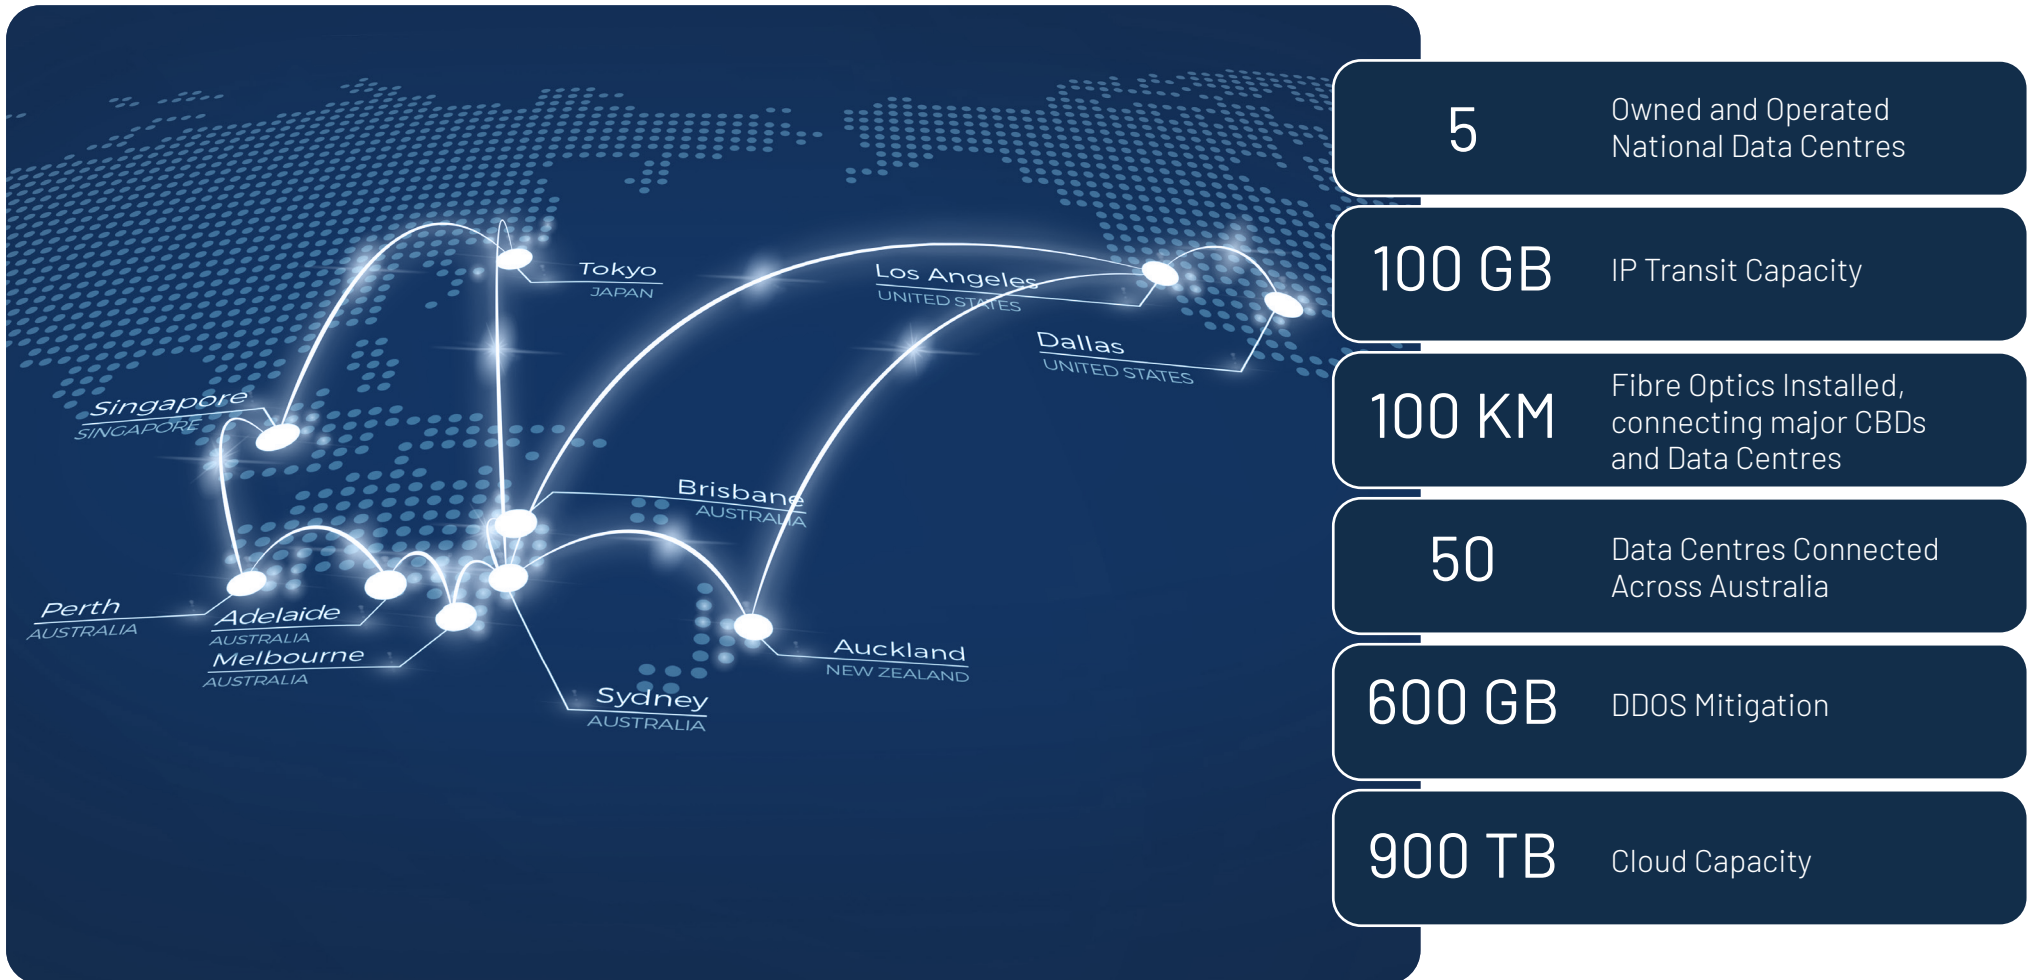 Tokyo
JAPAN
Los Angeles
UNITED STATES
Dallas
UNITED STATES
Singapore
SINGAPORE
Brisbane
AUSTRALIA
Perth
AUSTRALIA
Adelaide
AUSTRALIA
Melbourne
AUSTRALIA
Auckland
NEW ZEALAND
Sydney
AUSTRALIA
5
Owned and Operated
National Data Centres
100 GB
IP Transit Capacity
100 KM
Fibre Optics Installed,
connecting major CBDs
and Data Centres
50
Data Centres Connected
Across Australia
600 GB
DDOS Mitigation
900 TB
Cloud Capacity